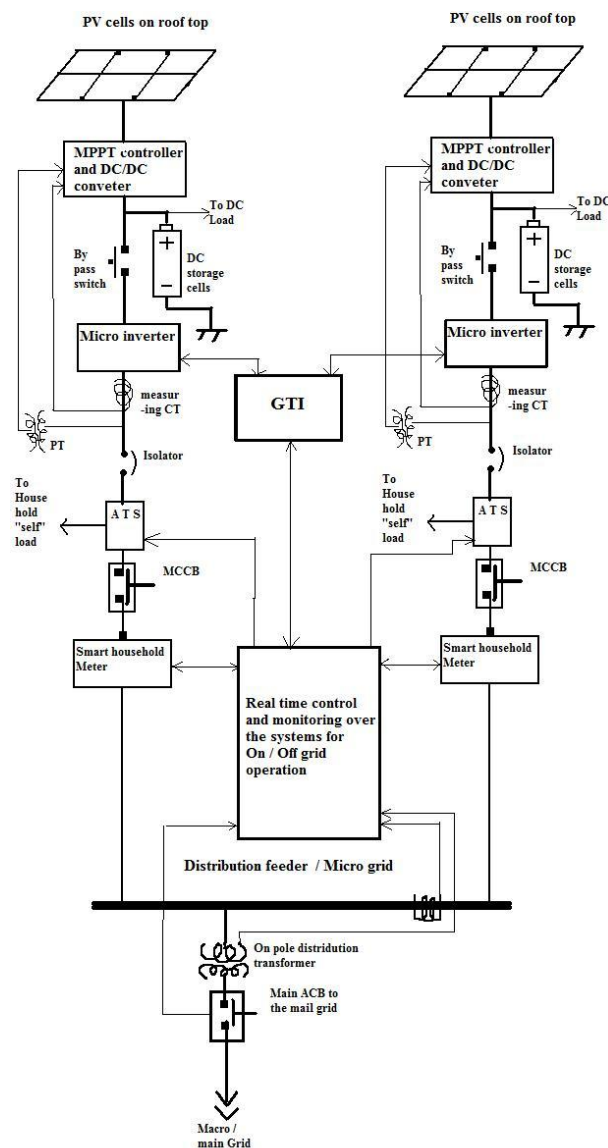 PV cells on roof top
PV cells on roof top
MPPT controller
and DC/DC
conveter
MPPT controller
and DC/DC
conveter
To DC
Load
To DC
Load
By
pass
switch
+
–
DC
storage
cells
By
pass
switch
+
–
DC
storage
cells
Micro inverter
Micro inverter
GTI
measur
-ing CT
measur
-ing CT
PT
PT
Isolator
Isolator
To
House
hold
"self"
load
A T S
To
House
hold
"self"
load
A T S
MCCB
MCCB
Smart household
Meter
Smart household
Meter
Real time control
and monitoring over
the systems for
On / Off grid
operation
Distribution feeder / Micro grid
On pole distridution
transformer
Main ACB to
the mail grid
Macro /
main Grid